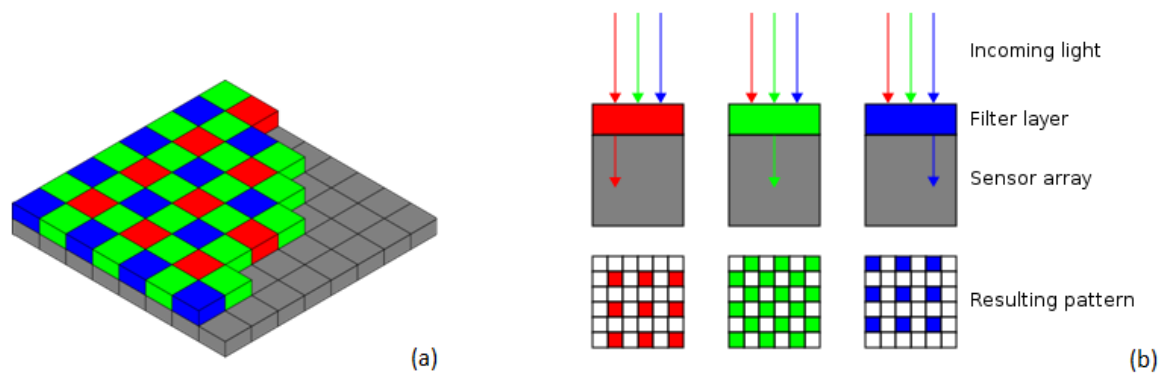 Incoming light
Filter layer
Sensor array
Resulting pattern
(a)
(b)